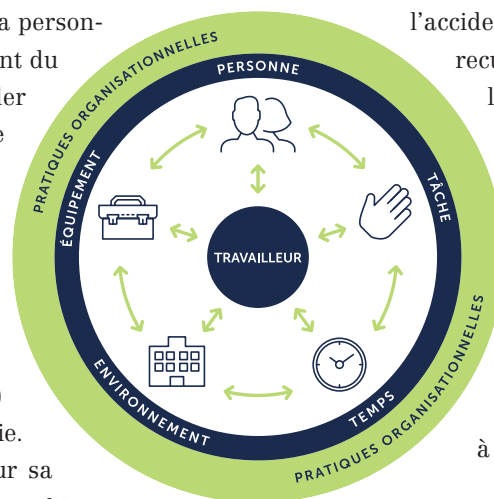 a person-
nt du
ler
e
ie.
ur sa
l'accide
recu
l
à
PRATIQUES ORGANISATIONNELLES
PERSONNE
ÉQUIPEMENT
TÂCHE
TRAVAILLEUR
ENVIRONNEMENT
TEMPS
PRATIQUES ORGANISATIONNELLES